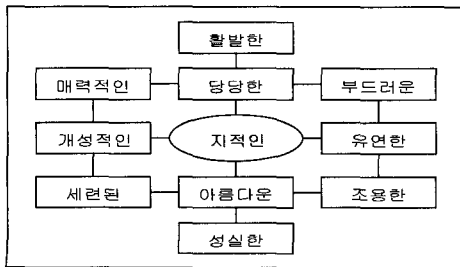 활발한
매력적인 당당한 부드러운
개성적인 지적인 유연한
세련된 아름다운 조용한
성실한